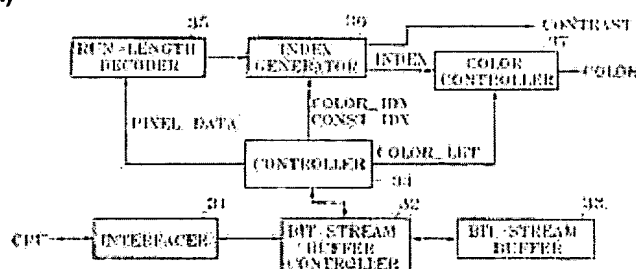 35
36
CONTRAST
RUN-LENGTH
DECODER
INDEX
GENERATOR
INDEX
37
COLOR
CONTROLLER
COLOR
PIXEL DATA
COLOR_IDX
CONST_IDX
CONTROLLER
COLOR_LUT
34
31
32
CPU
INTERFACER
BIT-STREAM
BUFFER
CONTROLLER
BIT-STREAM
BUFFER